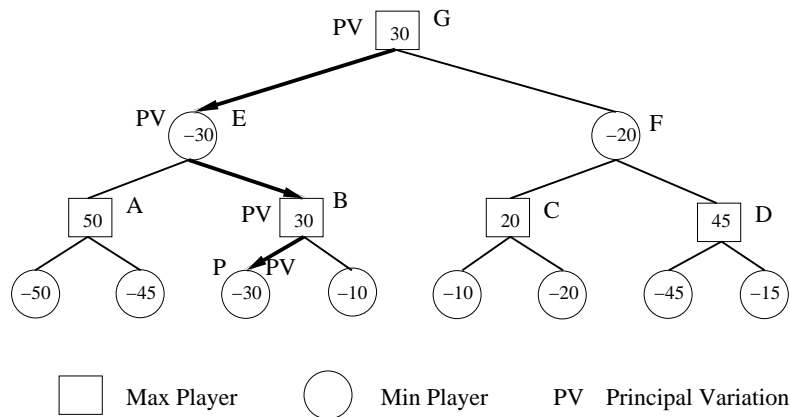 PV 30 G
PV −30 E −20 F
50 A PV 30 B 20 C 45 D
P PV
−50 −45 −30 −10 −10 −20 −45 −15
Max Player Min Player PV Principal Variation